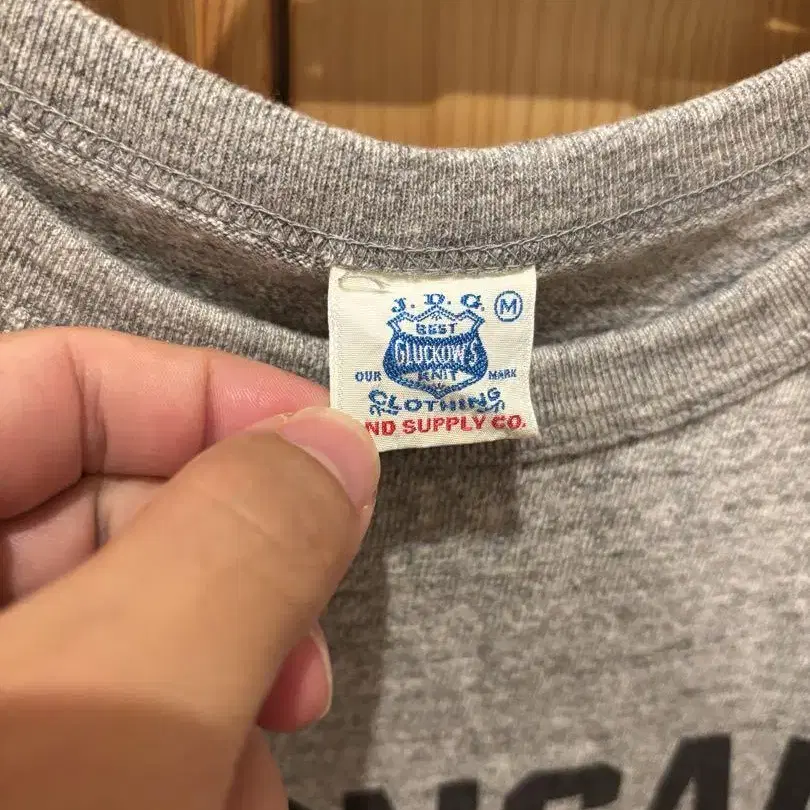 J.D.G.
M
BEST
GLUCKOW'S
OUR KNIT MARK
CLOTHING
ND SUPPLY CO.